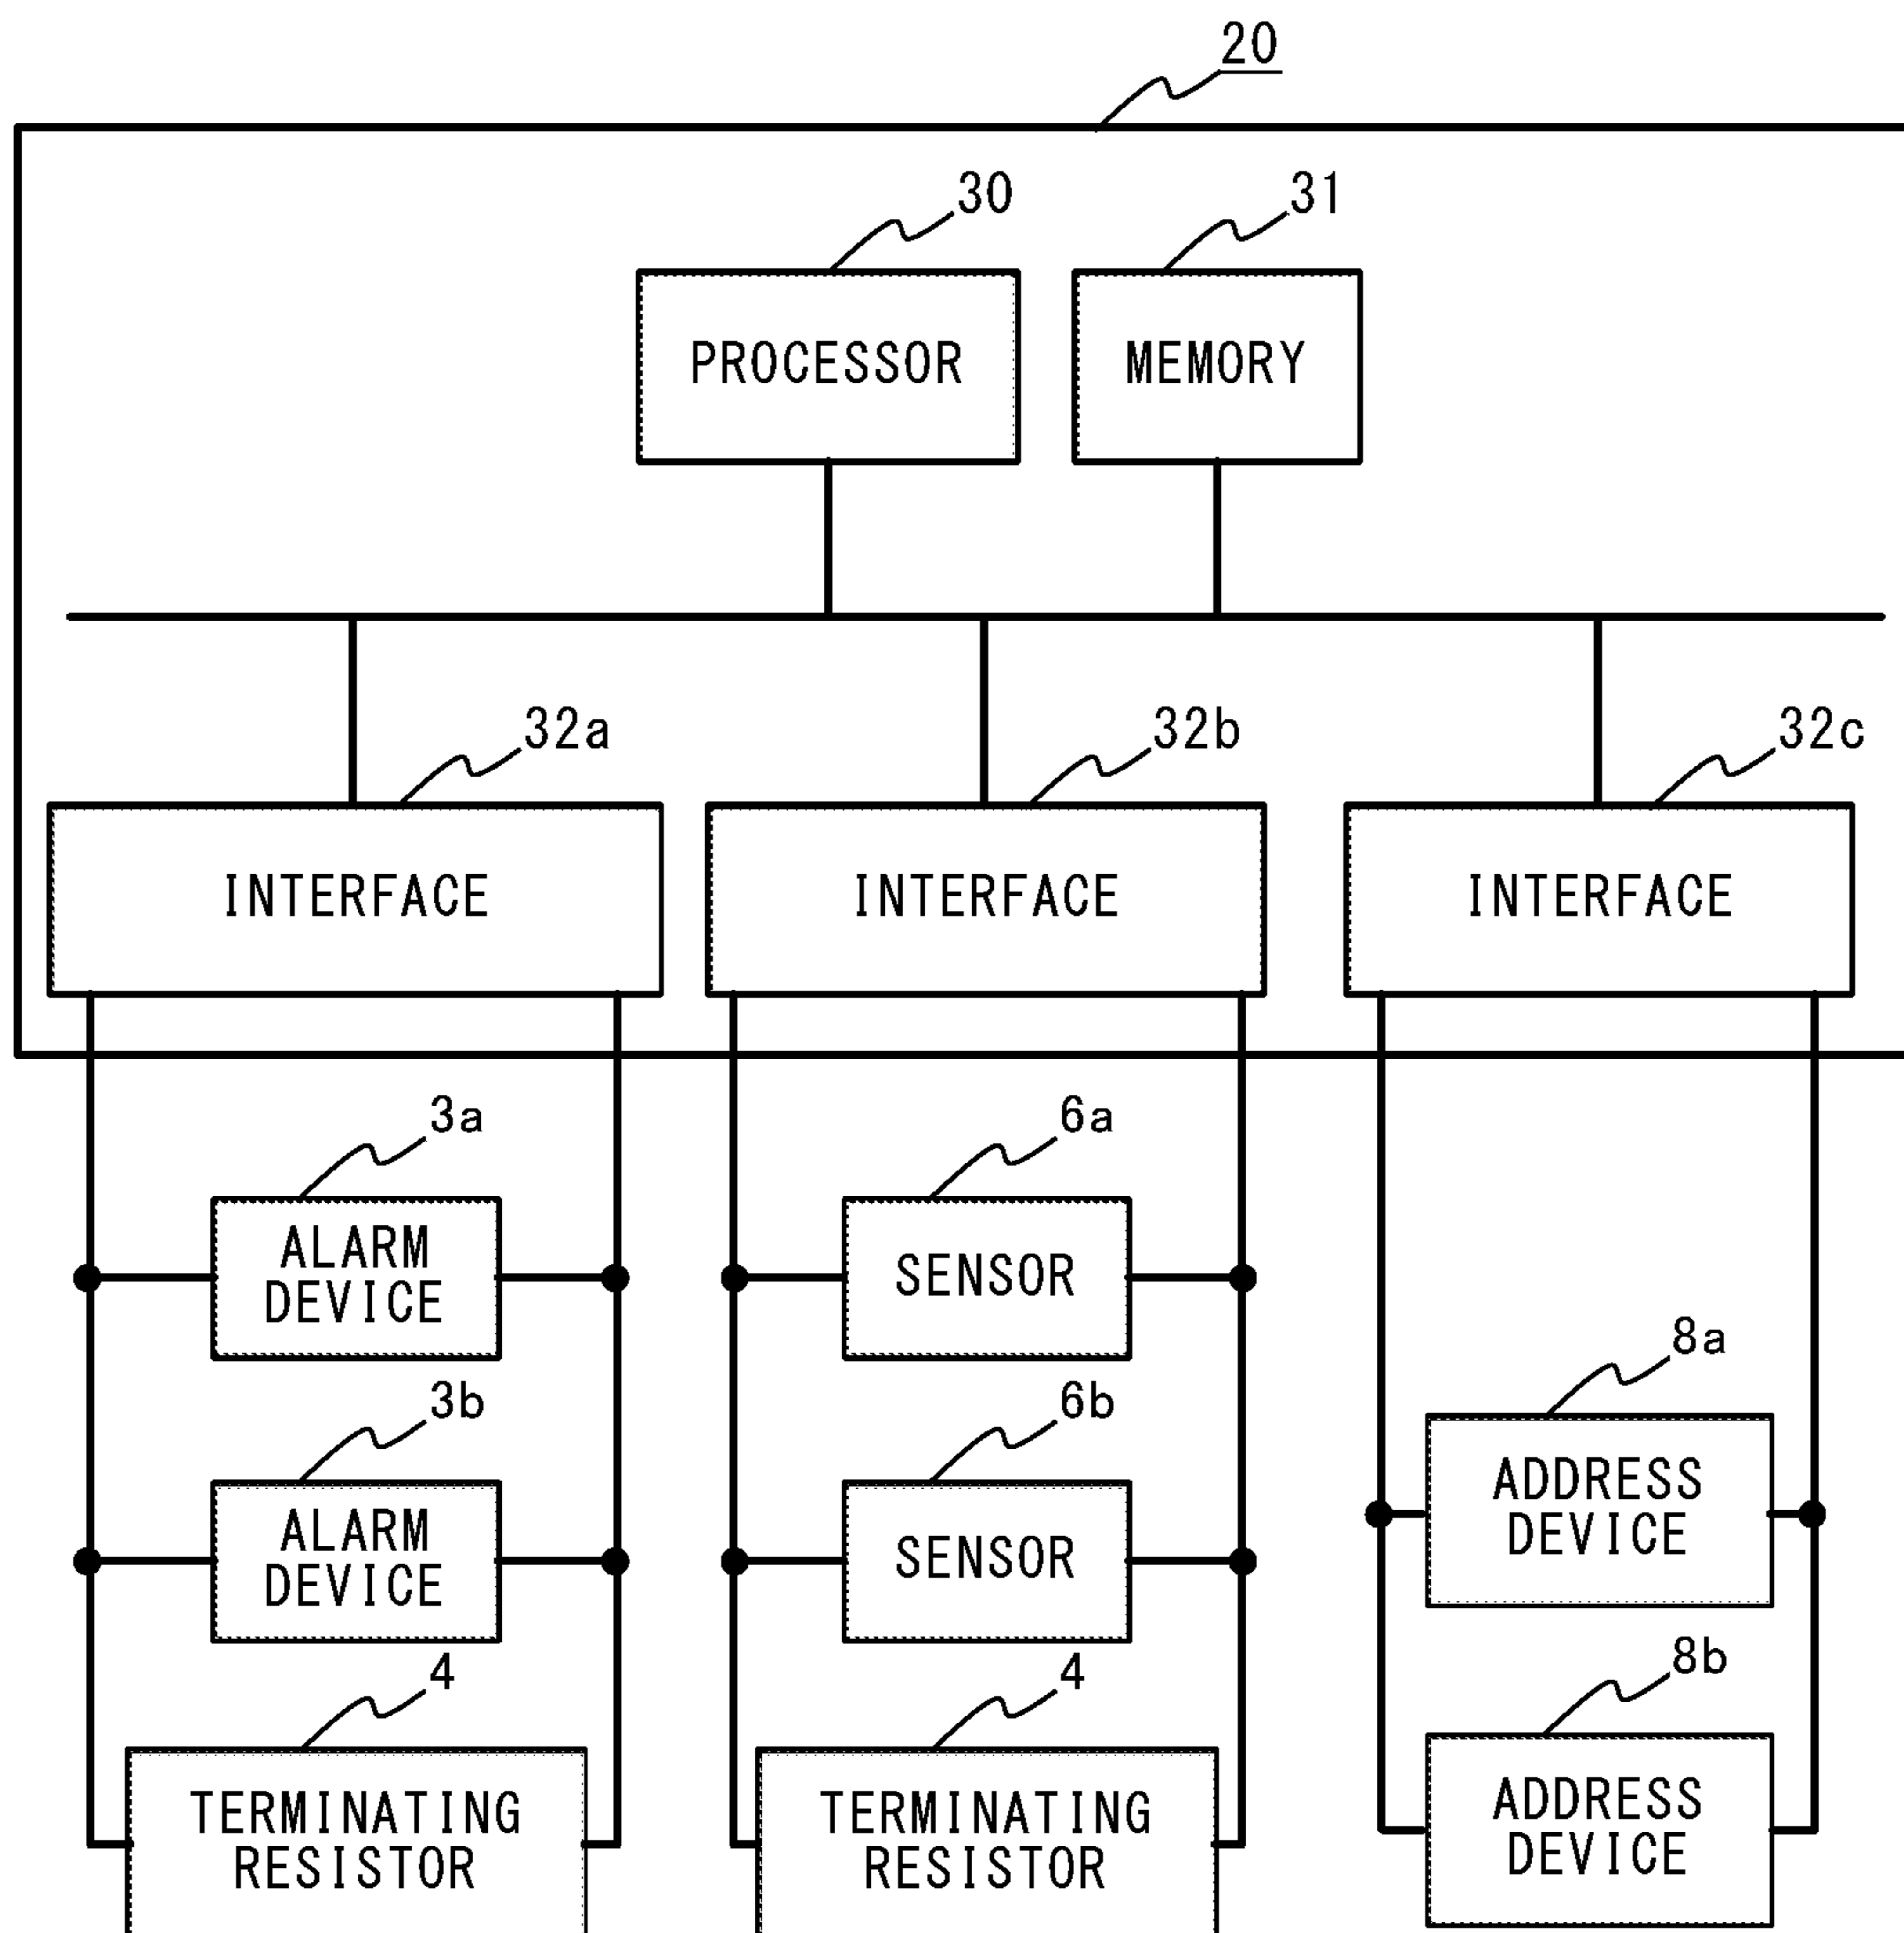 20
30
31
PROCESSOR
MEMORY
32a
32b
32c
INTERFACE
INTERFACE
INTERFACE
3a
6a
ALARM
DEVICE
SENSOR
8a
3b
6b
ALARM
DEVICE
SENSOR
ADDRESS
DEVICE
4
4
8b
TERMINATING
RESISTOR
TERMINATING
RESISTOR
ADDRESS
DEVICE